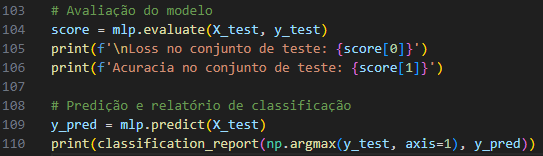 103 # Avaliação do modelo
104 score = mlp.evaluate(X_test, y_test)
105 print(f'\nLoss no conjunto de teste: {score[0]}')
106 print(f'Acuracia no conjunto de teste: {score[1]}')
107
108 # Predição e relatório de classificação
109 y_pred = mlp.predict(X_test)
110 print(classification_report(np.argmax(y_test, axis=1), y_pred))